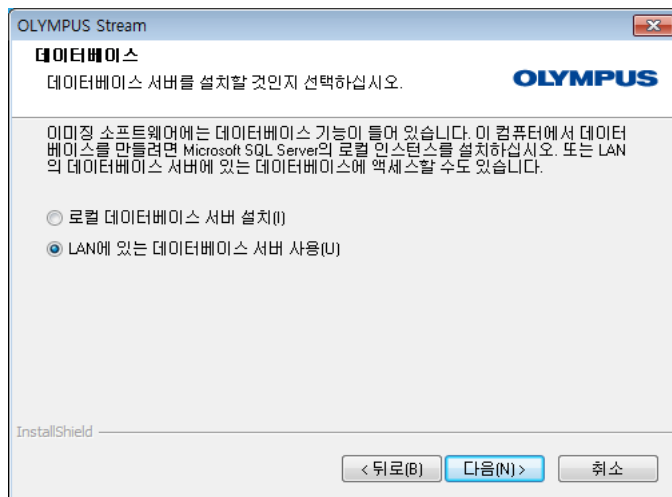 OLYMPUS Stream
데이터베이스
데이터베이스 서버를 설치할 것인지 선택하십시오.
OLYMPUS
이미징 소프트웨어에는 데이터베이스 기능이 들어 있습니다. 이 컴퓨터에서 데이터
베이스를 만들려면 Microsoft SQL Server의 로컬 인스턴스를 설치하십시오. 또는 LAN
의 데이터베이스 서버에 있는 데이터베이스에 액세스할 수도 있습니다.
로컬 데이터베이스 서버 설치(I)
LAN에 있는 데이터베이스 서버 사용(U)
InstallShield
< 뒤로(B) 다음(N) > 취소